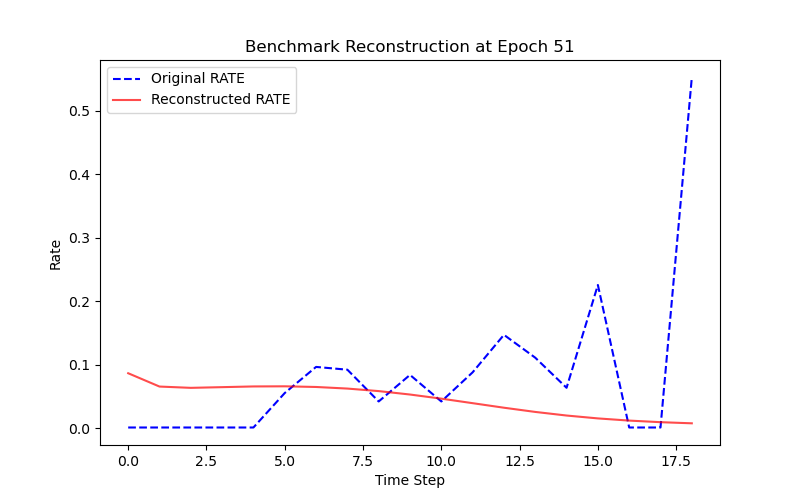 Benchmark Reconstruction at Epoch 51
Original RATE
Reconstructed RATE
0.5
0.4
0.3
0.2
0.1
0.0
Rate
0.0 2.5 5.0 7.5 10.0 12.5 15.0 17.5
Time Step